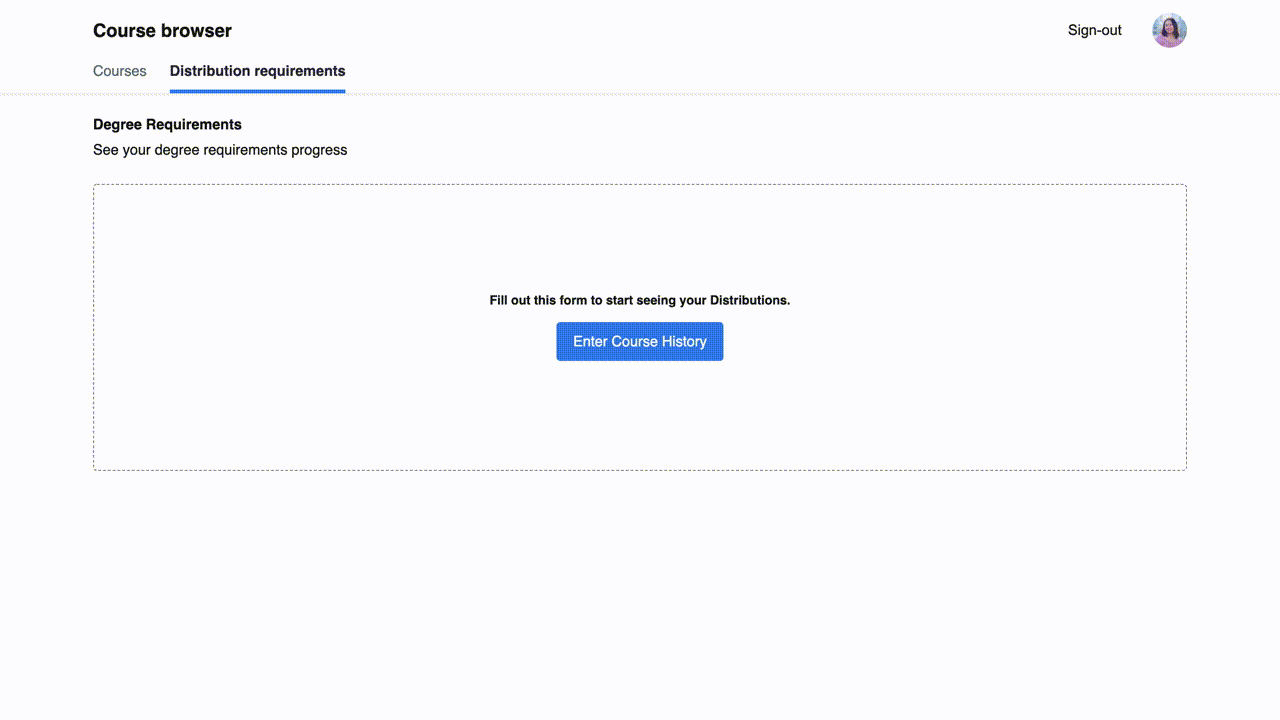 Course browser
Sign-out
Courses
Distribution requirements
Degree Requirements
See your degree requirements progress
Fill out this form to start seeing your Distributions.
Enter Course History